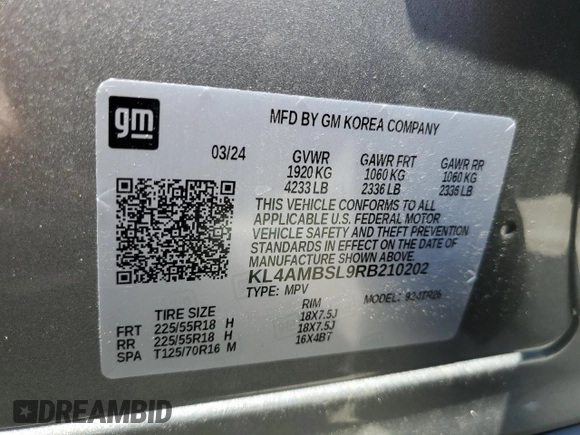 gm
MFD BY GM KOREA COMPANY
03/24 GVWR GAWR FRT GAWR RR
1920 KG 1060 KG 1060 KG
4233 LB 2336 LB 2336 LB
THIS VEHICLE CONFORMS TO ALL
APPLICABLE U.S. FEDERAL MOTOR
VEHICLE SAFETY AND THEFT PREVENTION
STANDARDS IN EFFECT ON THE DATE OF
MANUFACTURE SHOWN ABOVE.
KL4AMBSL9RB210202
TYPE: MPV MODEL:
TIRE SIZE RIM
FRT 225/55R18 H 18X7.5J
RR 225/55R18 H 18X7.5J
SPA T125/70R16 M 16X4B7
DREAMBID